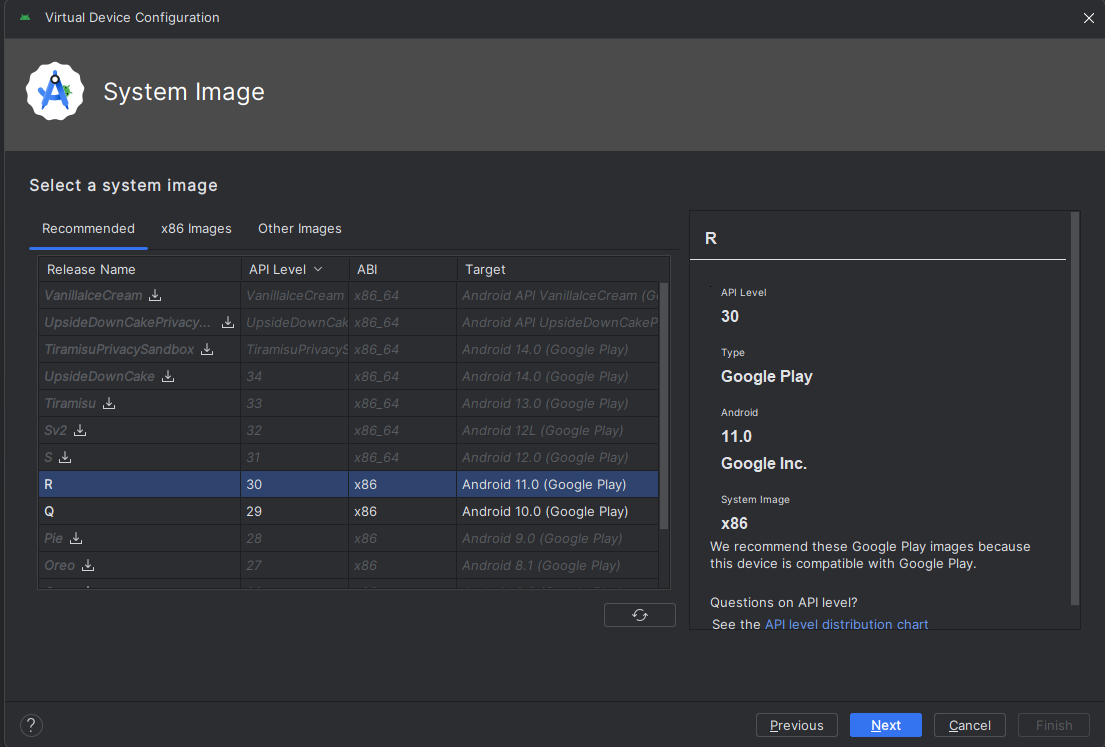 Virtual Device Configuration
System Image
Select a system image
Recommended x86 Images Other Images
Release Name API Level ABI Target
VanillaIceCream VanillaIceCream x86_64 Android API VanillaIceCream (G
UpsideDownCakePrivacy... UpsideDownCak x86_64 Android API UpsideDownCakeP
TiramisuPrivacySandbox TiramisuPrivacyS x86_64 Android 14.0 (Google Play)
UpsideDownCake 34 x86_64 Android 14.0 (Google Play)
Tiramisu 33 x86_64 Android 13.0 (Google Play)
Sv2 32 x86_64 Android 12L (Google Play)
S 31 x86_64 Android 12.0 (Google Play)
R 30 x86 Android 11.0 (Google Play)
Q 29 x86 Android 10.0 (Google Play)
Pie 28 x86 Android 9.0 (Google Play)
Oreo 27 x86 Android 8.1 (Google Play)
R
API Level
30
Type
Google Play
Android
11.0
Google Inc.
System Image
x86
We recommend these Google Play images because
this device is compatible with Google Play.
Questions on API level?
See the API level distribution chart
? Previous Next Cancel Finish